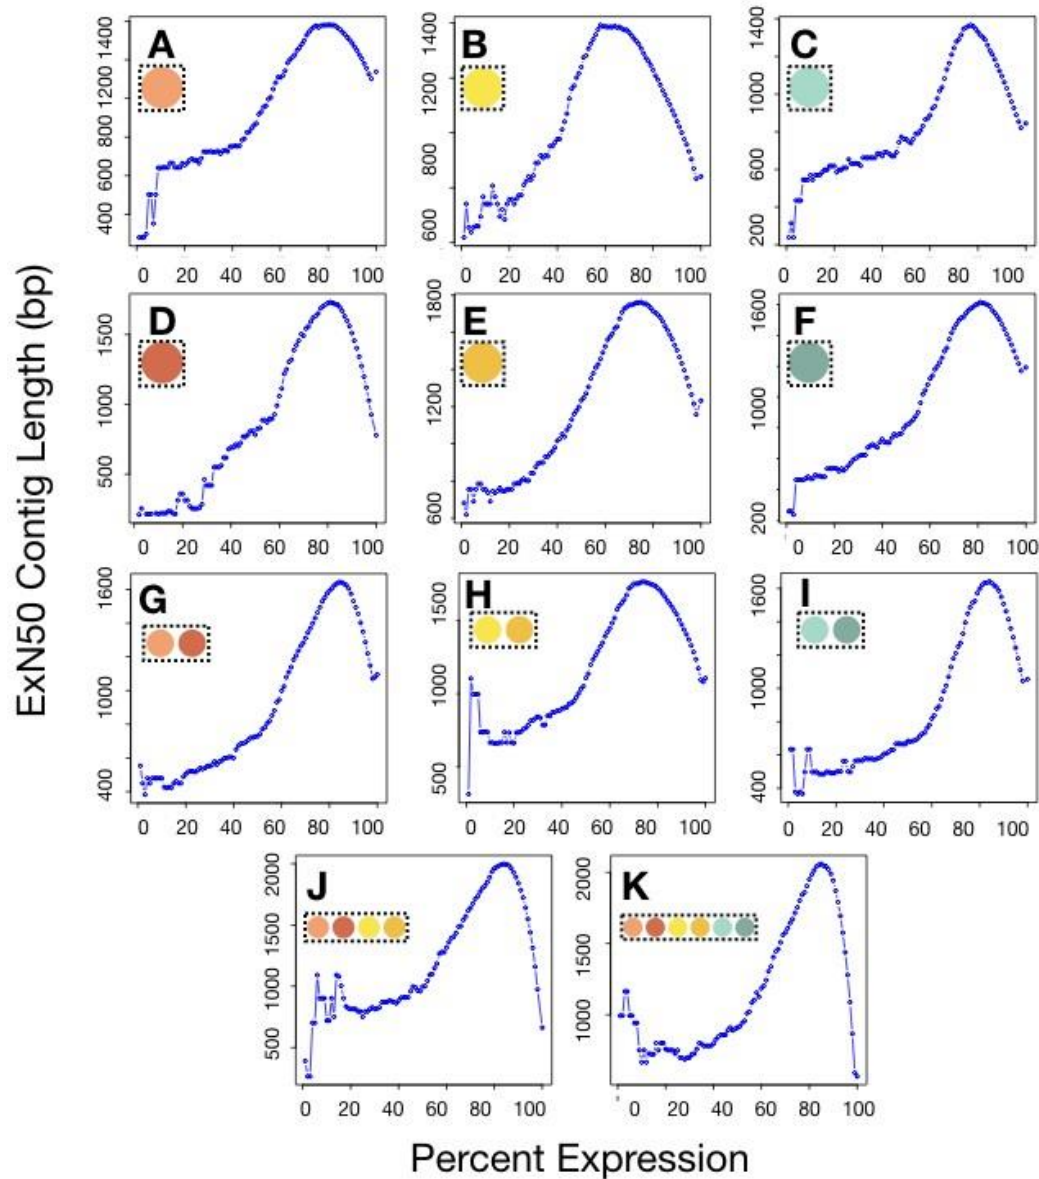 ExN50 Contig Length (bp)
A
400 600 800 1200 1400
0 20 40 60 80 100
B
600 800 1200 1400
0 20 40 60 80 100
C
200 600 1000 1400
0 20 40 60 80 100
D
500 1000 1500
0 20 40 60 80 100
E
600 1200 1800
0 20 40 60 80 100
F
200 1000 1600
0 20 40 60 80 100
G
400 1000 1600
0 20 40 60 80 100
H
500 1000 1500
0 20 40 60 80 100
I
400 1000 1600
0 20 40 60 80 100
J
500 1000 1500 2000
0 20 40 60 80 100
K
1000 1500 2000
0 20 40 60 80 100
Percent Expression